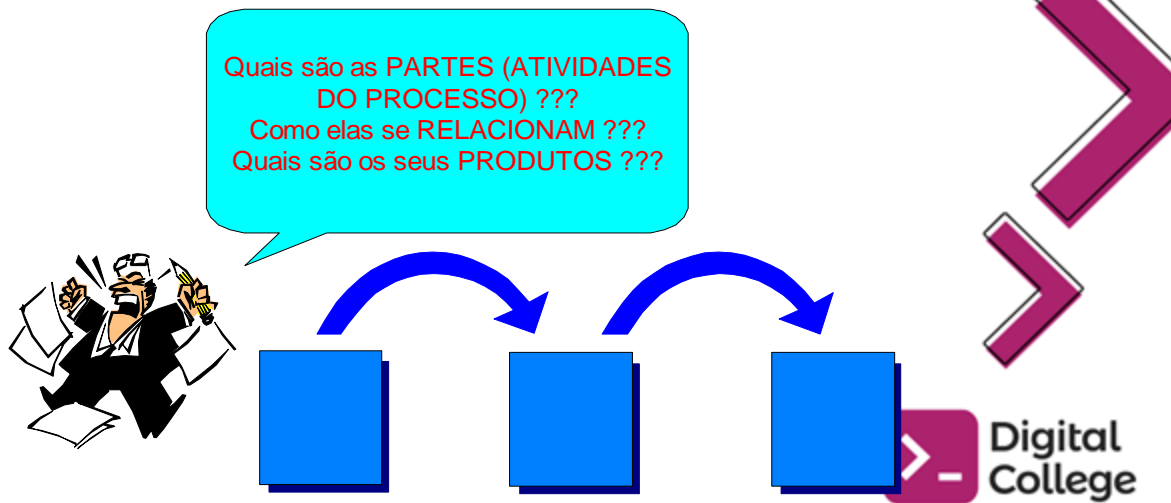 Quais são as PARTES (ATIVIDADES
DO PROCESSO) ???
Como elas se RELACIONAM ???
Quais são os seus PRODUTOS ???
Digital
College